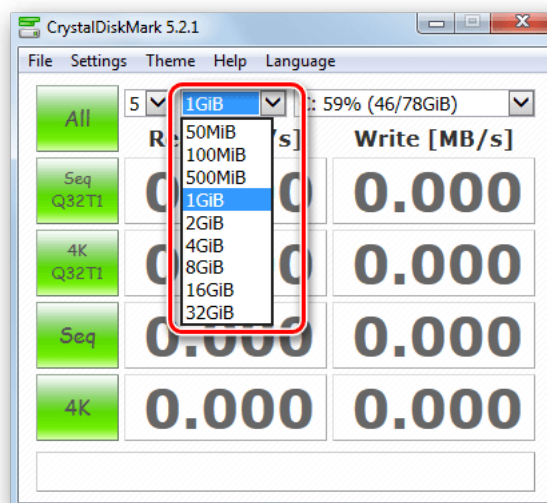 CrystalDiskMark 5.2.1
File Settings Theme Help Language
All 5 1GiB : 59% (46/78GiB)
50MiB
100MiB
500MiB
1GiB
2GiB
4GiB
8GiB
16GiB
32GiB
Write [MB/s]
Seq
Q32T1
0.000
4K
Q32T1
0.000
Seq 0.000 0.000
4K 0.000 0.000